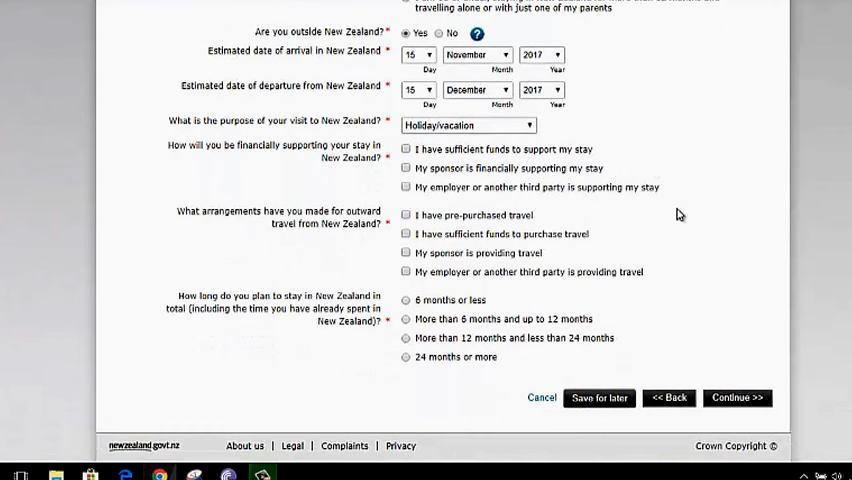 travelling alone or with just one of my parents
Are you outside New Zealand? * Yes No ?
Estimated date of arrival in New Zealand * 15 November 2017
Day Month Year
Estimated date of departure from New Zealand * 15 December 2017
Day Month Year
What is the purpose of your visit to New Zealand? * Holiday/vacation
How will you be financially supporting your stay in
New Zealand? *
I have sufficient funds to support my stay
My sponsor is financially supporting my stay
My employer or another third party is supporting my stay
What arrangements have you made for outward
travel from New Zealand? *
I have pre-purchased travel
I have sufficient funds to purchase travel
My sponsor is providing travel
My employer or another third party is providing travel
How long do you plan to stay in New Zealand in
total (including the time you have already spent in
New Zealand)? *
6 months or less
More than 6 months and up to 12 months
More than 12 months and less than 24 months
24 months or more
Cancel Save for later << Back Continue >>
newzealand.govt.nz About us | Legal | Complaints | Privacy Crown Copyright ©